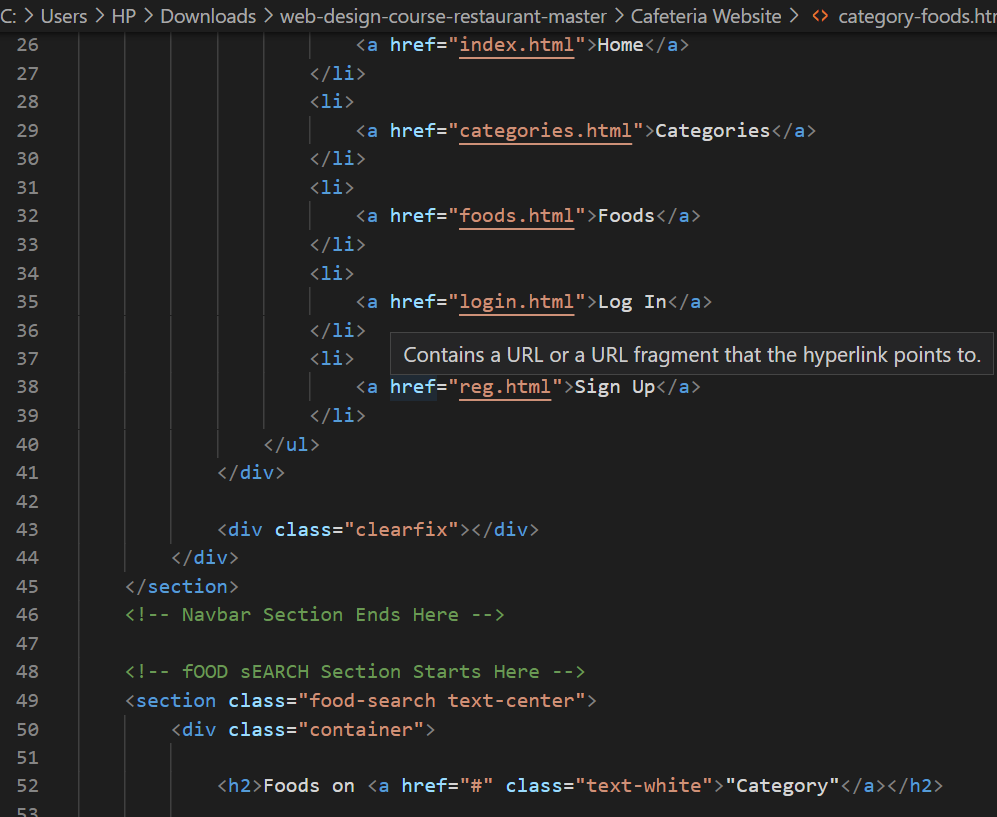 C: > Users > HP > Downloads > web-design-course-restaurant-master > Cafeteria Website > <> category-foods.htm
26 <a href="index.html">Home</a>
27 </li>
28 <li>
29 <a href="categories.html">Categories</a>
30 </li>
31 <li>
32 <a href="foods.html">Foods</a>
33 </li>
34 <li>
35 <a href="login.html">Log In</a>
36 </li>
Contains a URL or a URL fragment that the hyperlink points to.
37 <li>
38 <a href="reg.html">Sign Up</a>
39 </li>
40 </ul>
41 </div>
42
43 <div class="clearfix"></div>
44 </div>
45 </section>
46 <!-- Navbar Section Ends Here -->
47
48 <!-- fOOD sEARCH Section Starts Here -->
49 <section class="food-search text-center">
50 <div class="container">
51
52 <h2>Foods on <a href="#" class="text-white">"Category"</a></h2>
53